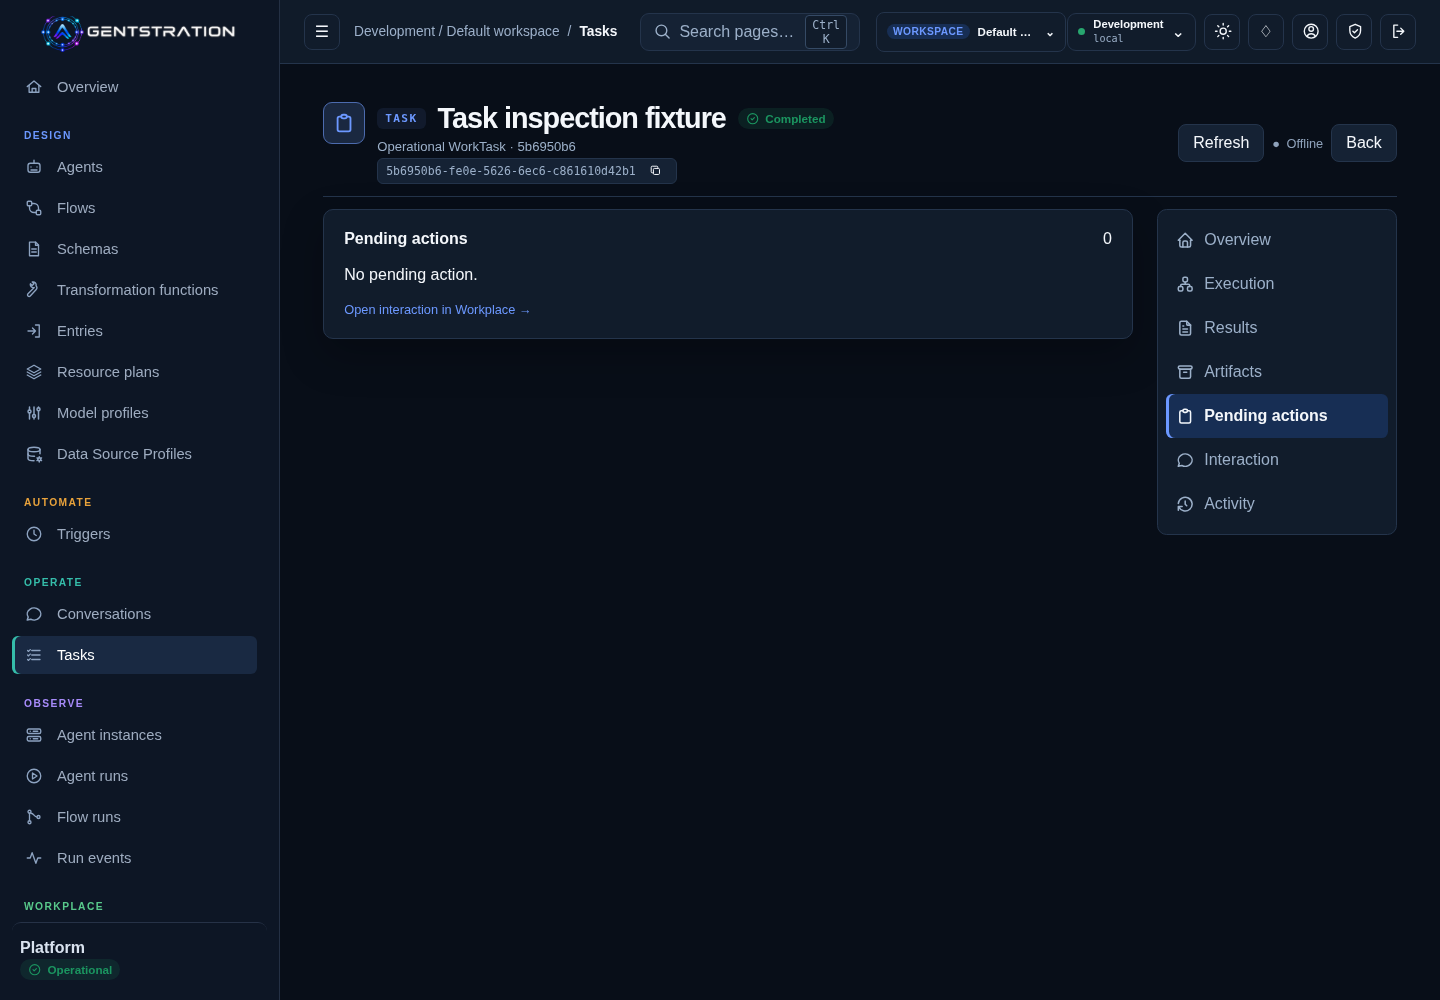 GENTSTRATION
Overview
DESIGN
Agents
Flows
Schemas
Transformation functions
Entries
Resource plans
Model profiles
Data Source Profiles
AUTOMATE
Triggers
OPERATE
Conversations
Tasks
OBSERVE
Agent instances
Agent runs
Flow runs
Run events
WORKPLACE
Platform
Operational
Development / Default workspace / Tasks
Search pages…
Ctrl
K
WORKSPACE Default …
Development
local
TASK Task inspection fixture Completed
Operational WorkTask · 5b6950b6
5b6950b6-fe0e-5626-6ec6-c861610d42b1
Refresh Offline Back
Pending actions 0
No pending action.
Open interaction in Workplace →
Overview
Execution
Results
Artifacts
Pending actions
Interaction
Activity